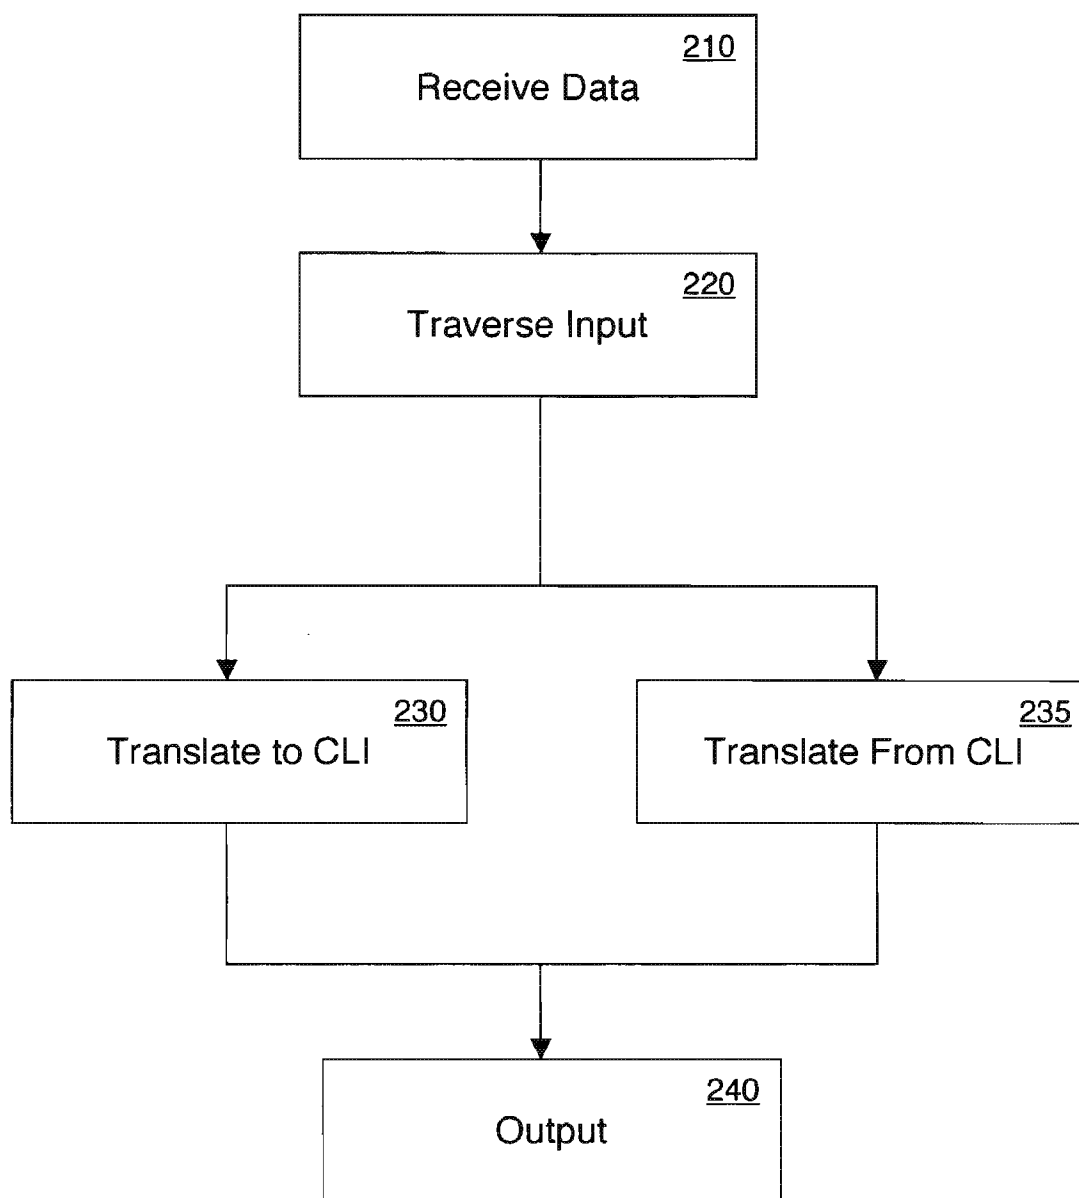 210
Receive Data
220
Traverse Input
230
Translate to CLI
235
Translate From CLI
240
Output